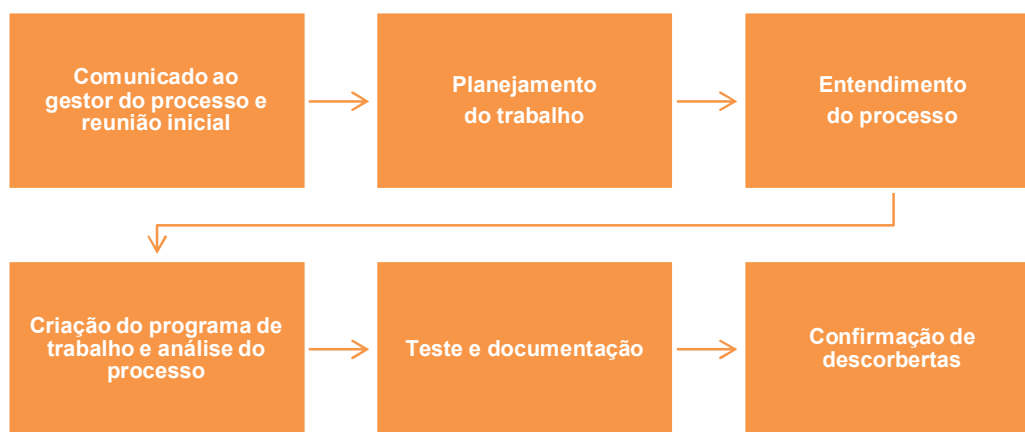 Comunicado ao
gestor do processo e
reunião inicial
Planejamento
do trabalho
Entendimento
do processo
Criação do programa de
trabalho e análise do
processo
Teste e documentação
Confirmação de
descorbertas